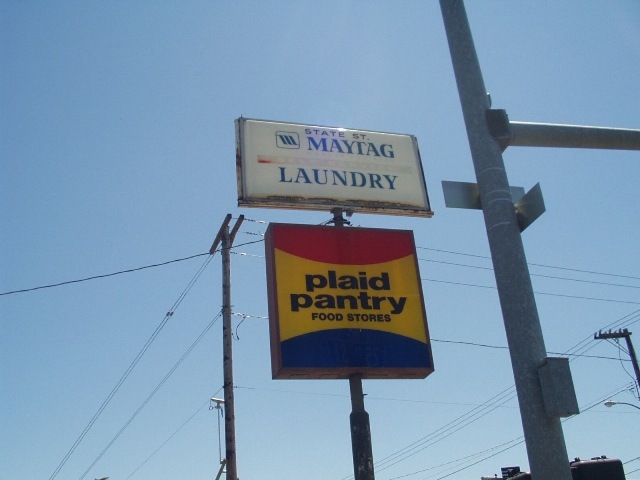 STATE ST.
MAYTAG
LAUNDRY
plaid
pantry
FOOD STORES